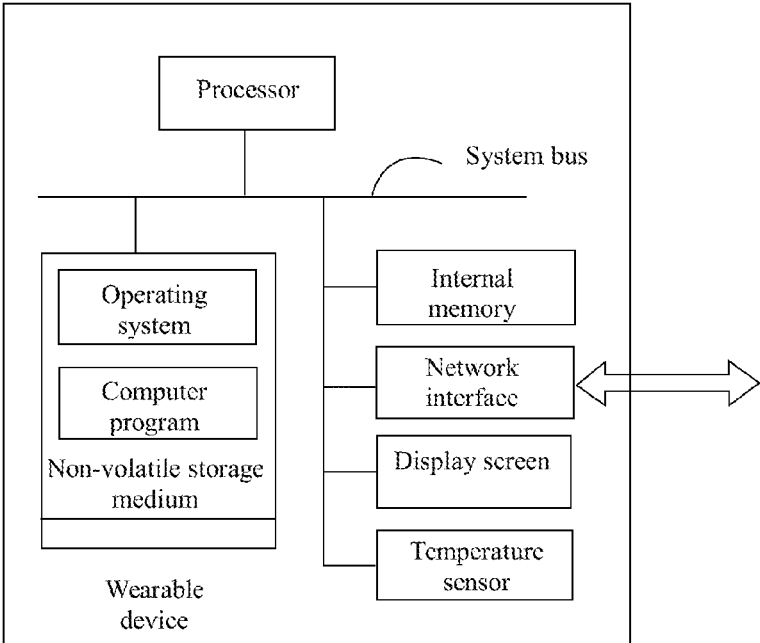 Processor
System bus
Operating
system
Computer
program
Non-volatile storage
medium
Internal
memory
Network
interface
Display screen
Temperature
sensor
Wearable
device